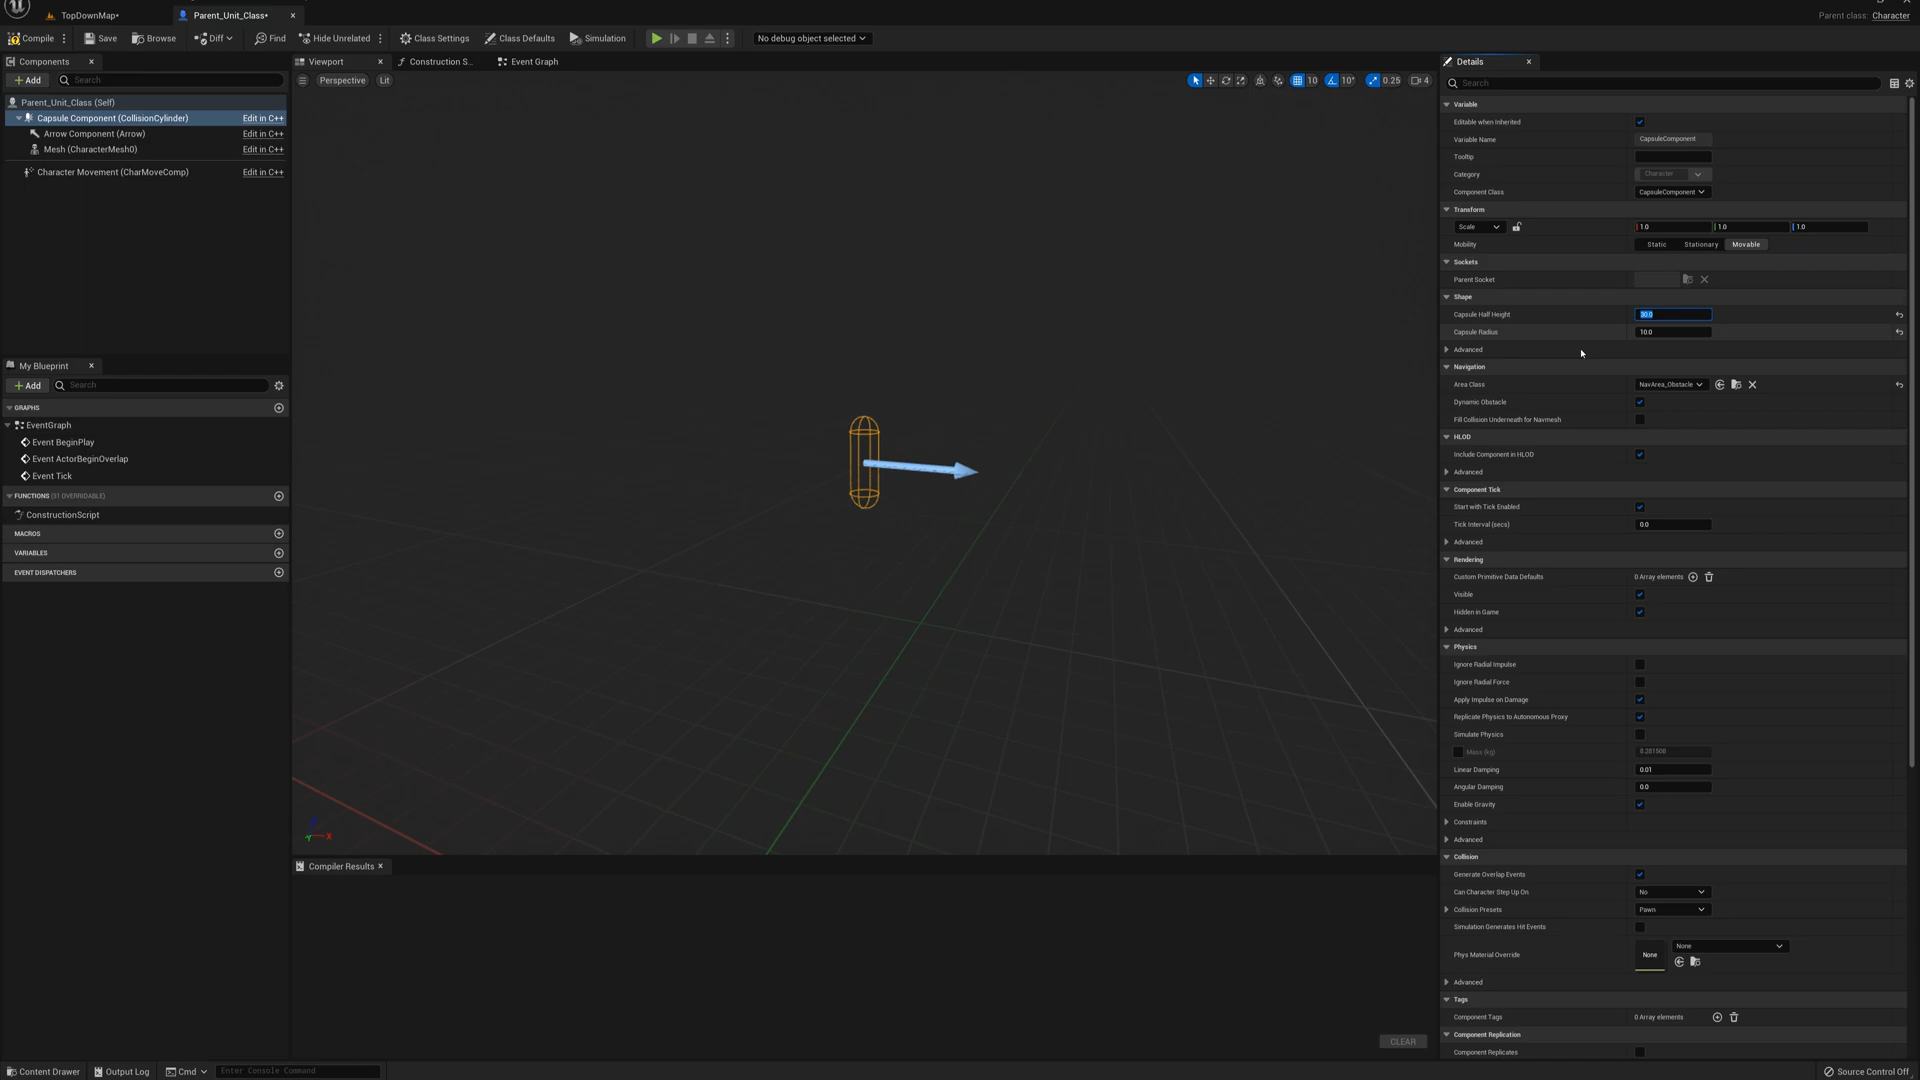 TopDownMap•
Parent_Unit_Class•
Parent class: Character
Compile
Save
Browse
Diff
Find
Hide Unrelated
Class Settings
Class Defaults
Simulation
No debug object selected
Components
Add
Search
Parent_Unit_Class (Self)
Capsule Component (CollisionCylinder) Edit in C++
Arrow Component (Arrow) Edit in C++
Mesh (CharacterMesh0) Edit in C++
Character Movement (CharMoveComp) Edit in C++
My Blueprint
Add
Search
GRAPHS
EventGraph
Event BeginPlay
Event ActorBeginOverlap
Event Tick
FUNCTIONS (31 OVERRIDABLE)
ConstructionScript
MACROS
VARIABLES
EVENT DISPATCHERS
Viewport
Construction S...
Event Graph
Perspective
Lit
10
10°
0.25
4
X
Compiler Results
CLEAR
Details
Search
Variable
Editable when Inherited
Variable Name CapsuleComponent
Tooltip
Category Character
Component Class CapsuleComponent
Transform
Scale 1.0 1.0 1.0
Mobility Static Stationary Movable
Sockets
Parent Socket
Shape
Capsule Half Height 30.0
Capsule Radius 10.0
Advanced
Navigation
Area Class NavArea_Obstacle
Dynamic Obstacle
Fill Collision Underneath for Navmesh
HLOD
Include Component in HLOD
Advanced
Component Tick
Start with Tick Enabled
Tick Interval (secs) 0.0
Advanced
Rendering
Custom Primitive Data Defaults 0 Array elements
Visible
Hidden in Game
Advanced
Physics
Ignore Radial Impulse
Ignore Radial Force
Apply Impulse on Damage
Replicate Physics to Autonomous Proxy
Simulate Physics
Mass (kg) 8.281508
Linear Damping 0.01
Angular Damping 0.0
Enable Gravity
Constraints
Advanced
Collision
Generate Overlap Events
Can Character Step Up On No
Collision Presets Pawn
Simulation Generates Hit Events
Phys Material Override None None
Advanced
Tags
Component Tags 0 Array elements
Component Replication
Component Replicates
Content Drawer
Output Log
Cmd
Enter Console Command
Source Control Off